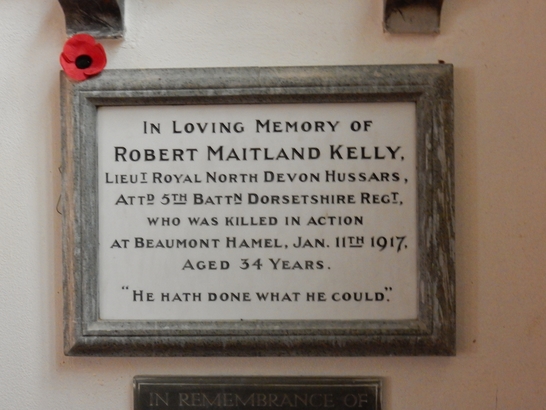 In Loving Memory of
Robert Maitland Kelly,
Lieut Royal North Devon Hussars,
Attd 5th Battn Dorsetshire Regt,
who was killed in action
at Beaumont Hamel, Jan. 11th 1917,
Aged 34 Years.
"He hath done what he could."
IN REMEMBRANCE OF